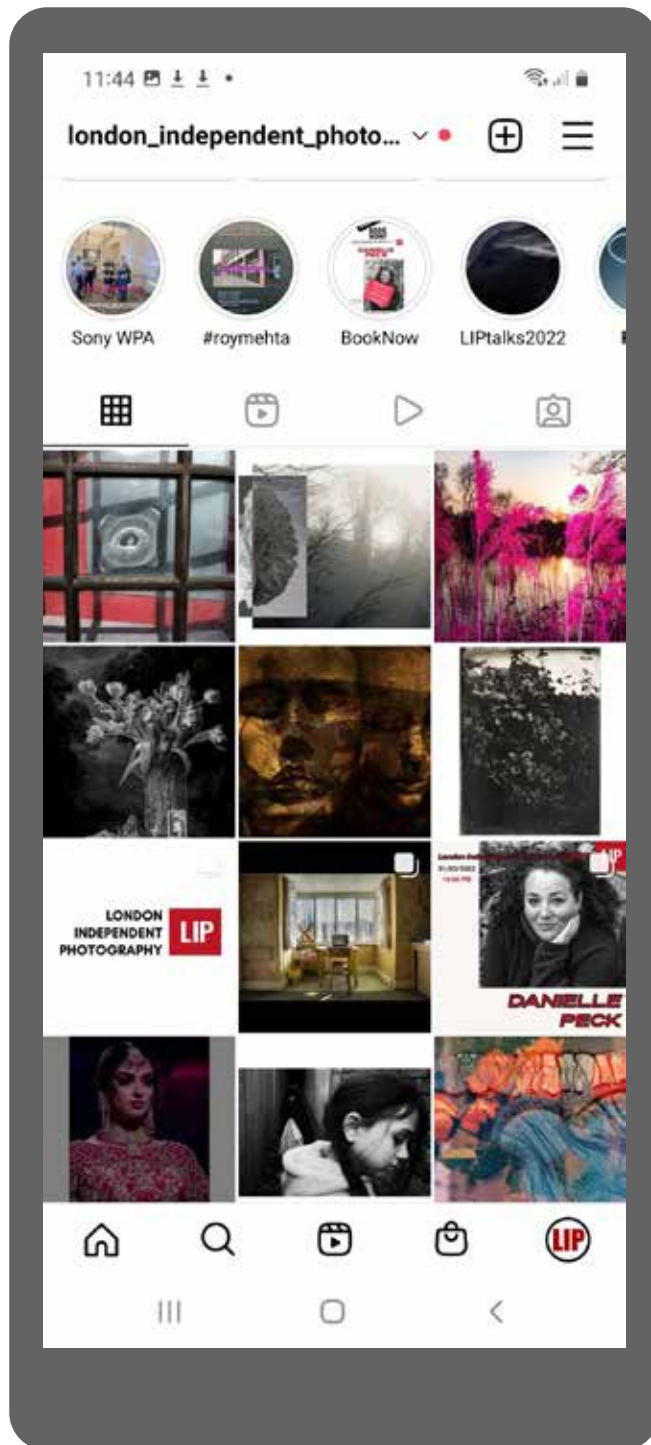 11:44
london_independent_photo...
Sony WPA
#roymehta
BookNow
LIPtalks2022
LONDON
INDEPENDENT
PHOTOGRAPHY
LIP
LIP
DANIELLE
PECK
LIP